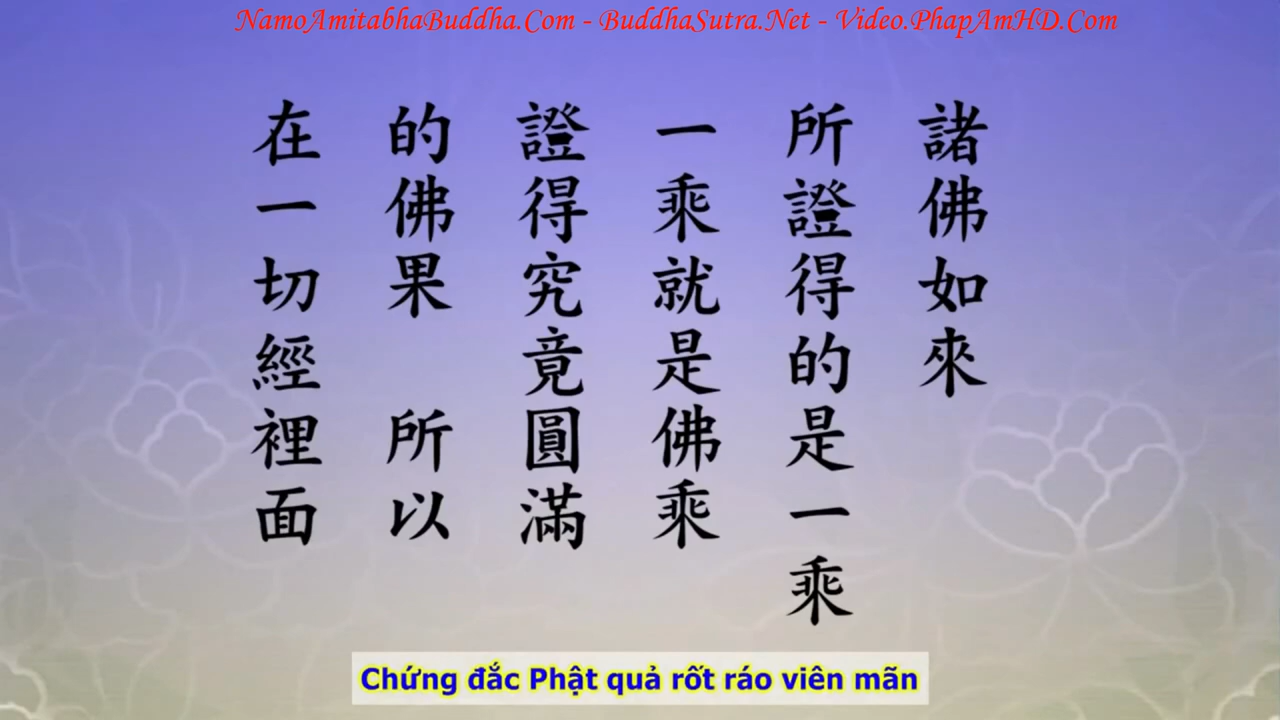 NamoAmitabhaBuddha.Com - BuddhaSutra.Net - Video.PhapAmHD.Com
諸佛如來
所證得的是一乘
一乘就是佛乘
證得究竟圓滿
的佛果 所以
在一切經裡面
Chứng đắc Phật quả rốt ráo viên mãn